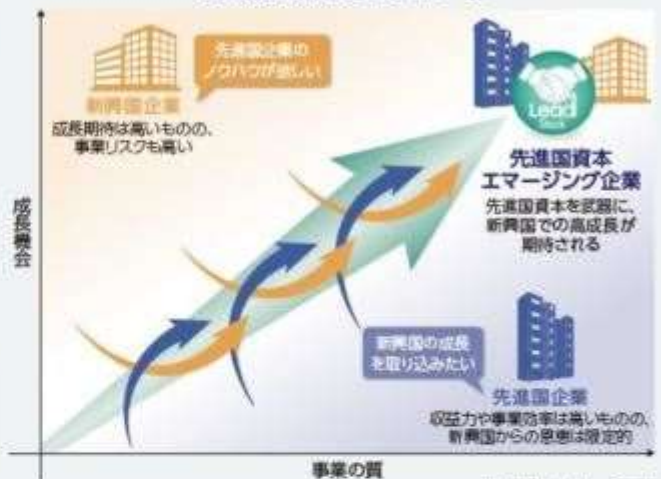 先進国企業の
ノウハウが欲しい
新興国企業
成長期待は高いものの、
事業リスクも高い
Lead
Stock
先進国資本
エマージング企業
先進国資本を武器に、
新興国での高成長が
期待される
成長機会
新興国の成長
を取り込みたい
先進国企業
収益力や事業効率は高いものの、
新興国からの恩恵は限定的
事業の質